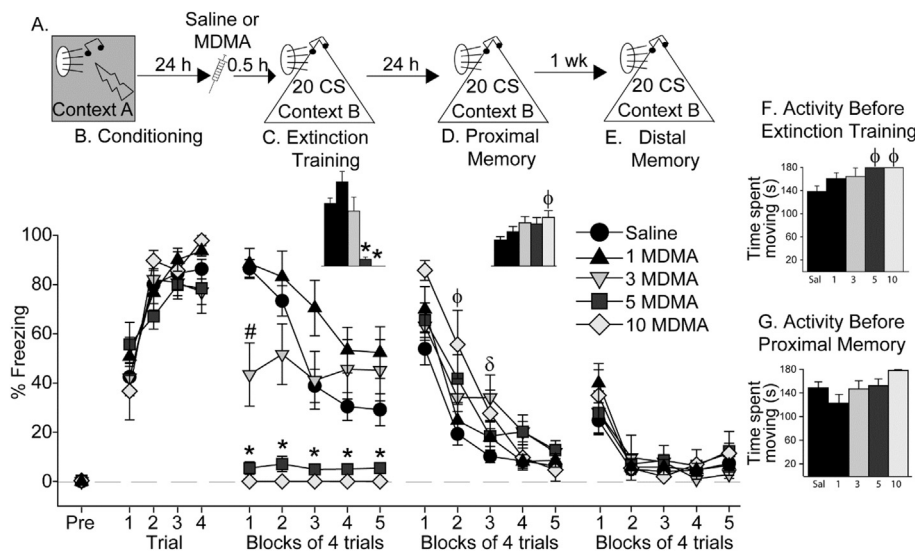 A.
Saline or
MDMA
24 h
0.5 h
24 h
1 wk
Context A
20 CS
Context B
20 CS
Context B
20 CS
Context B
B. Conditioning
C. Extinction
Training
D. Proximal
Memory
E. Distal
Memory
F. Activity Before
Extinction Training
ϕ ϕ
Time spent
moving (s)
180
140
100
60
20
Sal 1 3 5 10
* *
ϕ
Saline
1 MDMA
3 MDMA
5 MDMA
10 MDMA
% Freezing
100
80
60
40
20
0
#
* * * * *
ϕ
δ
G. Activity Before
Proximal Memory
Time spent
moving (s)
180
140
100
60
20
Sal 1 3 5 10
Pre
1 2 3 4
Trial
1 2 3 4 5
Blocks of 4 trials
1 2 3 4 5
Blocks of 4 trials
1 2 3 4 5
Blocks of 4 trials